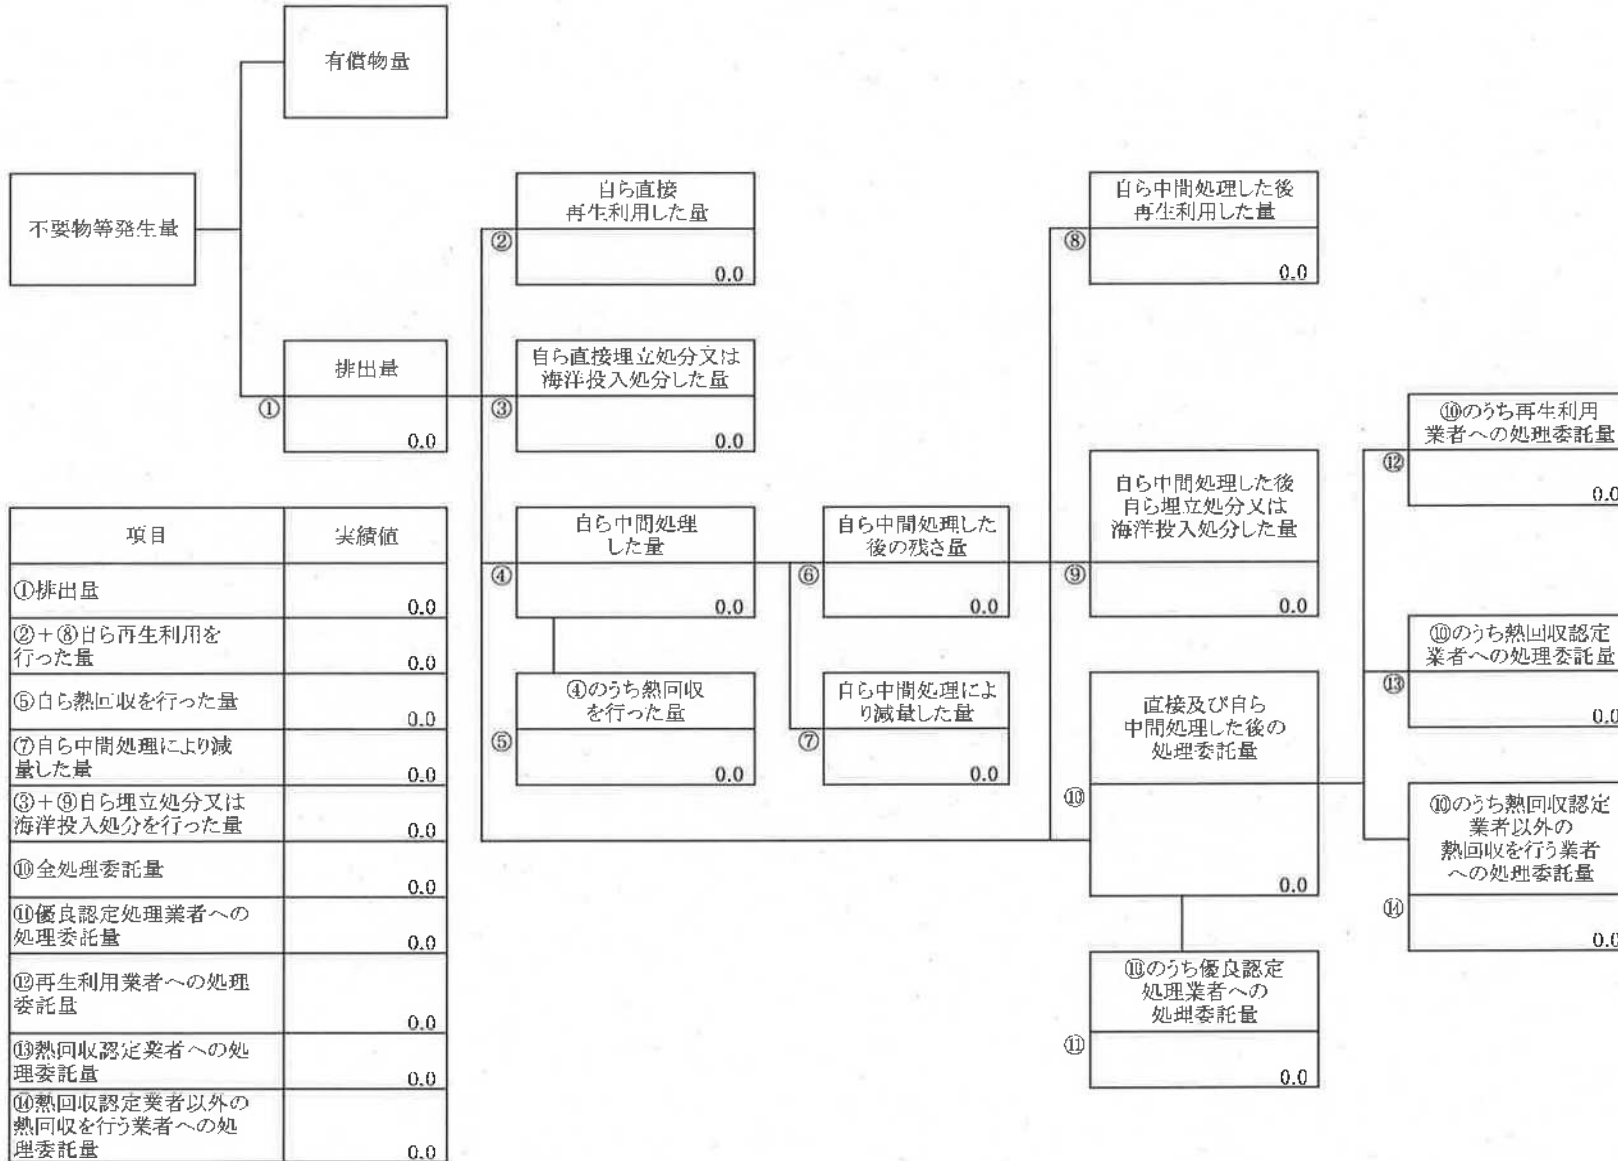 有償物量
不要物等発生量
排出量
①
0.0
自ら直接
再生利用した量
②
0.0
自ら直接埋立処分又は
海洋投入処分した量
③
0.0
自ら中間処理
した量
④
0.0
④のうち熱回収
を行った量
⑤
0.0
自ら中間処理した
後の残さ量
⑥
0.0
自ら中間処理によ
り減量した量
⑦
0.0
自ら中間処理した後
再生利用した量
⑧
0.0
自ら中間処理した後
自ら埋立処分又は
海洋投入処分した量
⑨
0.0
直接及び自ら
中間処理した後の
処理委託量
⑩
0.0
⑩のうち優良認定
処理業者への
処理委託量
⑪
0.0
⑩のうち再生利用
業者への処理委託量
⑫
0.0
⑩のうち熱回収認定
業者への処理委託量
⑬
0.0
⑩のうち熱回収認定
業者以外の
熱回収を行う業者
への処理委託量
⑭
0.0
項目 実績値
①排出量
0.0
②+⑧自ら再生利用を
行った量
0.0
⑤自ら熱回収を行った量
0.0
⑦自ら中間処理により減
量した量
0.0
③+⑨自ら埋立処分又は
海洋投入処分を行った量
0.0
⑩全処理委託量
0.0
⑪優良認定処理業者への
処理委託量
0.0
⑫再生利用業者への処理
委託量
0.0
⑬熱回収認定業者への処
理委託量
0.0
⑭熱回収認定業者以外の
熱回収を行う業者への処
理委託量
0.0